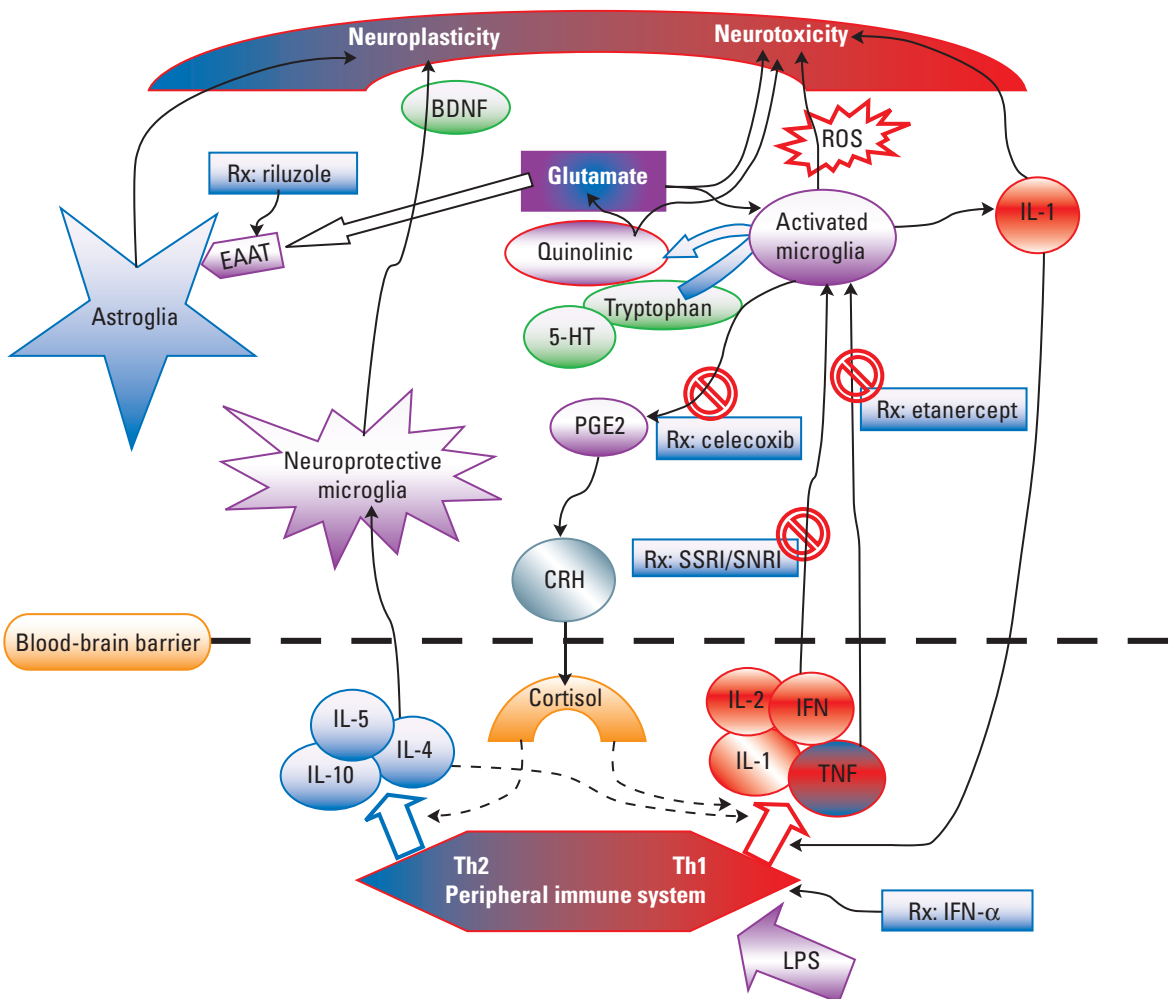 Neuroplasticity
Neurotoxicity
BDNF
ROS
Rx: riluzole
Glutamate
IL-1
EAAT
Quinolinic
Activated
microglia
Astroglia
Tryptophan
5-HT
PGE2
Rx: celecoxib
Rx: etanercept
Neuroprotective
microglia
Rx: SSRI/SNRI
CRH
Blood-brain barrier
Cortisol
IL-5
IL-4
IL-10
IL-2
IFN
IL-1
TNF
Th2
Th1
Peripheral immune system
Rx: IFN-α
LPS